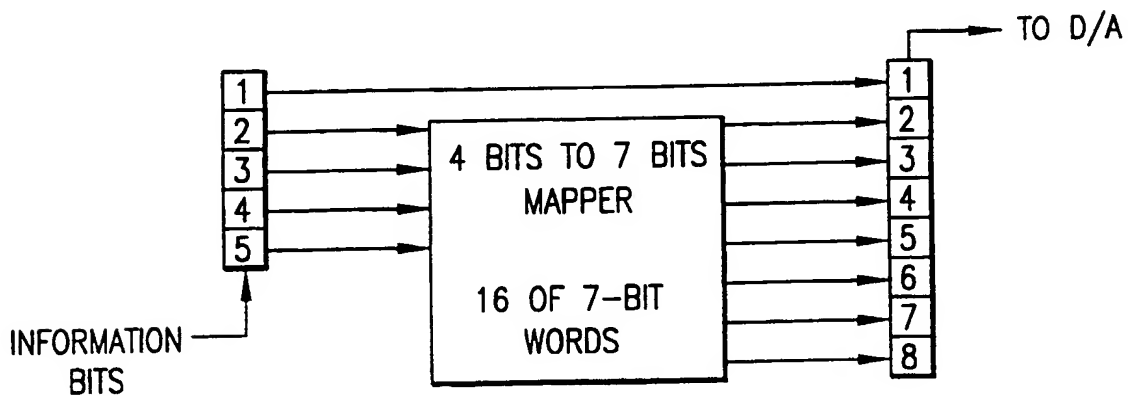 TO D/A
1
2
3
4
5
4 BITS TO 7 BITS
MAPPER
16 OF 7-BIT
WORDS
1
2
3
4
5
6
7
8
INFORMATION
BITS